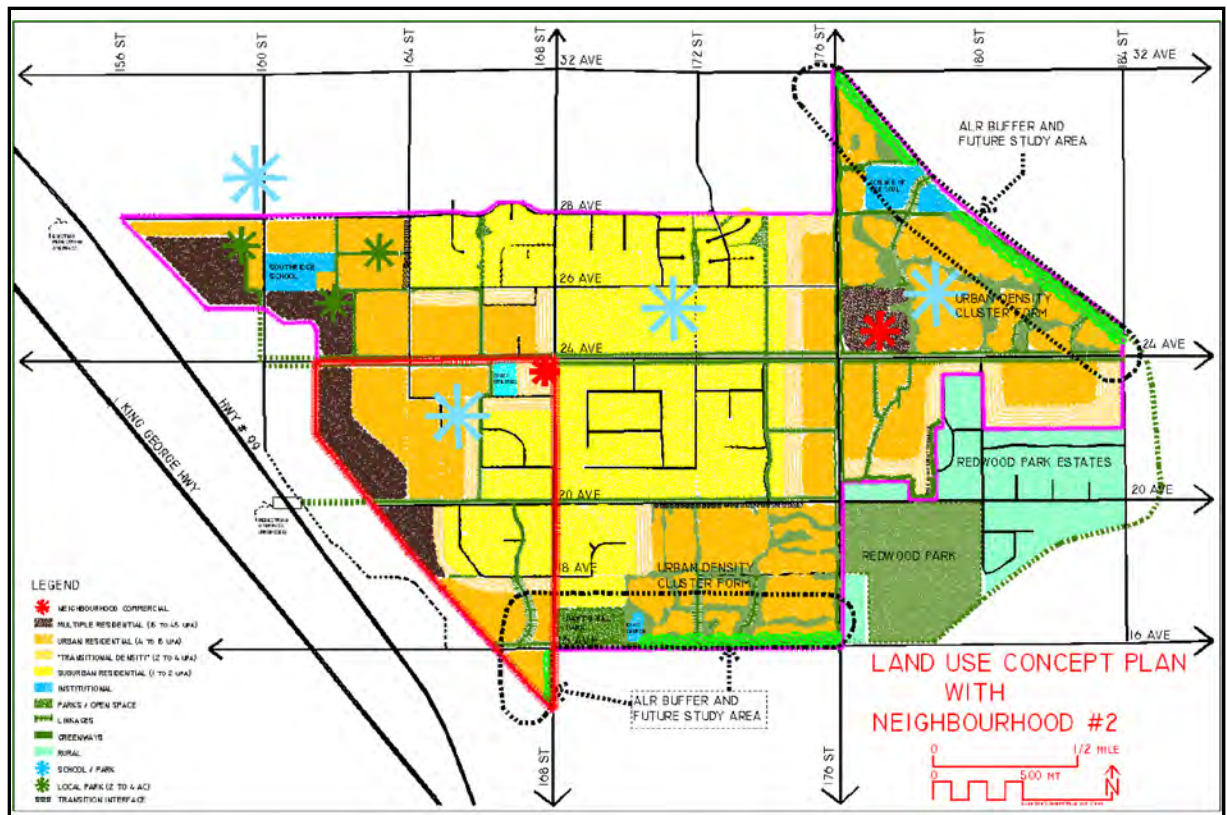 156 ST
160 ST
164 ST
168 ST
172 ST
176 ST
180 ST
184 ST
32 AVE
32 AVE
ALR BUFFER AND
FUTURE STUDY AREA
28 AVE
SOUTHRIDGE
SCHOOL
26 AVE
URBAN DENSITY
CLUSTER FORM
24 AVE
24 AVE
HWY # 99
KING GEORGE HWY
REDWOOD PARK ESTATES
20 AVE
20 AVE
REDWOOD PARK
18 AVE
URBAN DENSITY
CLUSTER FORM
16 AVE
ALR BUFFER AND
FUTURE STUDY AREA
168 ST
176 ST
LEGEND
NEIGHBOURHOOD COMMERCIAL
MULTIPLE RESIDENTIAL (15 TO 45 UPA)
URBAN RESIDENTIAL (4 TO 15 UPA)
"TRANSITIONAL DENSITY" (2 TO 4 UPA)
SUBURBAN RESIDENTIAL (1 TO 2 UPA)
INSTITUTIONAL
PARKS / OPEN SPACE
LINKAGES
GREENWAYS
RURAL
SCHOOL / PARK
LOCAL PARK (2 TO 4 AC)
TRANSITION INTERFACE
LAND USE CONCEPT PLAN
WITH
NEIGHBOURHOOD #2
0 1/2 MILE
0 500 MT
N